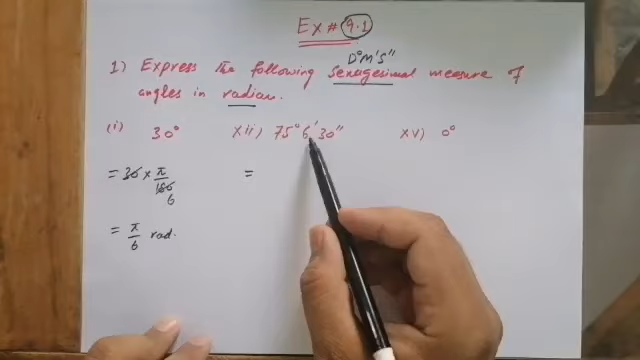 Ex # 9.1
D° M' S"
1) Express the following sexagesimal measure of
angles in radian.
(i) 30° xii) 75° 6' 30" xv) 0°
= 30 × π/180 =
6
= π/6 rad.